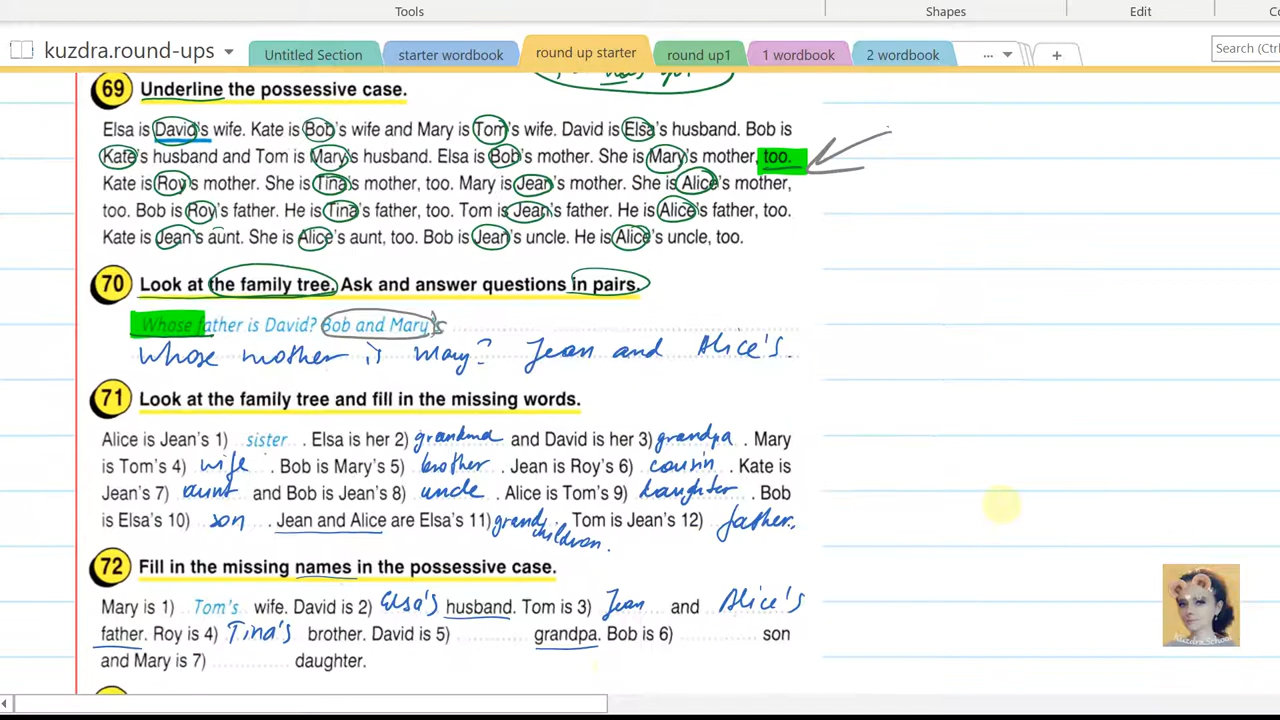 Tools Shapes Edit
kuzdra.round-ups Untitled Section starter wordbook round up starter round up1 1 wordbook 2 wordbook ... + Search (Ctrl
69 Underline the possessive case.
Elsa is David's wife. Kate is Bob's wife and Mary is Tom's wife. David is Elsa's husband. Bob is
Kate's husband and Tom is Mary's husband. Elsa is Bob's mother. She is Mary's mother, too.
Kate is Roy's mother. She is Tina's mother, too. Mary is Jean's mother. She is Alice's mother,
too. Bob is Roy's father. He is Tina's father, too. Tom is Jean's father. He is Alice's father, too.
Kate is Jean's aunt. She is Alice's aunt, too. Bob is Jean's uncle. He is Alice's uncle, too.
70 Look at the family tree. Ask and answer questions in pairs.
Whose father is David? Bob and Mary's
Whose mother is Mary? Jean and Alice's.
71 Look at the family tree and fill in the missing words.
Alice is Jean's 1) sister . Elsa is her 2) grandma and David is her 3) grandpa . Mary
is Tom's 4) wife . Bob is Mary's 5) brother . Jean is Roy's 6) cousin . Kate is
Jean's 7) aunt and Bob is Jean's 8) uncle . Alice is Tom's 9) daughter . Bob
is Elsa's 10) son . Jean and Alice are Elsa's 11) grand . Tom is Jean's 12) father.
children.
72 Fill in the missing names in the possessive case.
Mary is 1) Tom's wife. David is 2) Elsa's husband. Tom is 3) Jean and Alice's
father. Roy is 4) Tina's brother. David is 5) grandpa. Bob is 6) son
and Mary is 7) daughter.
KuzdraSchool